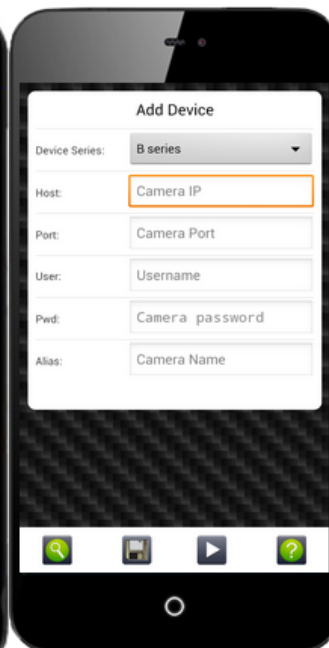 Add Device
Device Series: B series
Host: Camera IP
Port: Camera Port
User: Username
Pwd: Camera password
Alias: Camera Name
?